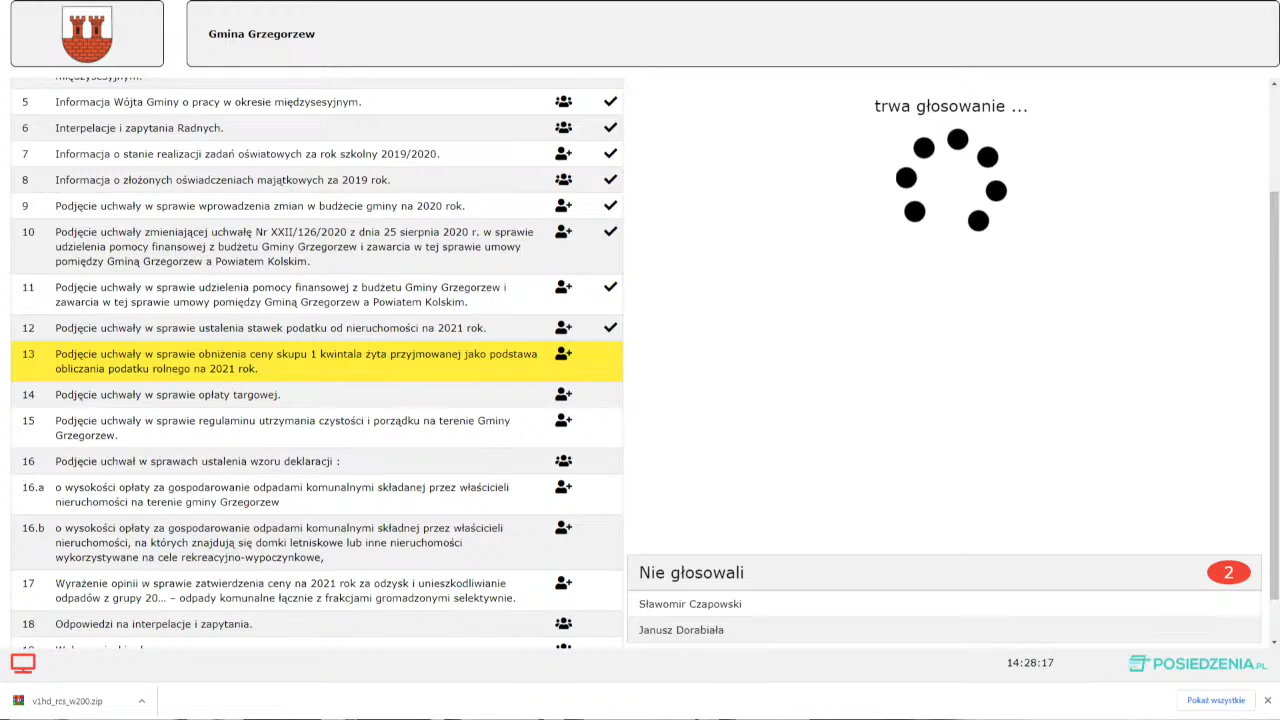 Gmina Grzegorzew
międzysesyjnym.
5 Informacja Wójta Gminy o pracy w okresie międzysesyjnym.
6 Interpelacje i zapytania Radnych.
7 Informacja o stanie realizacji zadań oświatowych za rok szkolny 2019/2020.
8 Informacja o złożonych oświadczeniach majątkowych za 2019 rok.
9 Podjęcie uchwały w sprawie wprowadzenia zmian w budżecie gminy na 2020 rok.
10 Podjęcie uchwały zmieniającej uchwałę Nr XXII/126/2020 z dnia 25 sierpnia 2020 r. w sprawie
udzielenia pomocy finansowej z budżetu Gminy Grzegorzew i zawarcia w tej sprawie umowy
pomiędzy Gminą Grzegorzew a Powiatem Kolskim.
11 Podjęcie uchwały w sprawie udzielenia pomocy finansowej z budżetu Gminy Grzegorzew i
zawarcia w tej sprawie umowy pomiędzy Gminą Grzegorzew a Powiatem Kolskim.
12 Podjęcie uchwały w sprawie ustalenia stawek podatku od nieruchomości na 2021 rok.
13 Podjęcie uchwały w sprawie obniżenia ceny skupu 1 kwintala żyta przyjmowanej jako podstawa
obliczania podatku rolnego na 2021 rok.
14 Podjęcie uchwały w sprawie opłaty targowej.
15 Podjęcie uchwały w sprawie regulaminu utrzymania czystości i porządku na terenie Gminy
Grzegorzew.
16 Podjęcie uchwał w sprawach ustalenia wzoru deklaracji :
16.a o wysokości opłaty za gospodarowanie odpadami komunalnymi składanej przez właścicieli
nieruchomości na terenie gminy Grzegorzew
16.b o wysokości opłaty za gospodarowanie odpadami komunalnymi składnej przez właścicieli
nieruchomości, na których znajdują się domki letniskowe lub inne nieruchomości
wykorzystywane na cele rekreacyjno-wypoczynkowe,
17 Wyrażenie opinii w sprawie zatwierdzenia ceny na 2021 rok za odzysk i unieszkodliwianie
odpadów z grupy 20... – odpady komunalne łącznie z frakcjami gromadzonymi selektywnie.
18 Odpowiedzi na interpelacje i zapytania.
trwa głosowanie ...
Nie głosowali 2
Sławomir Czapowski
Janusz Dorabiała
14:28:17
POSIEDZENIA.PL
v1hd_rcs_w200.zip
Pokaż wszystkie